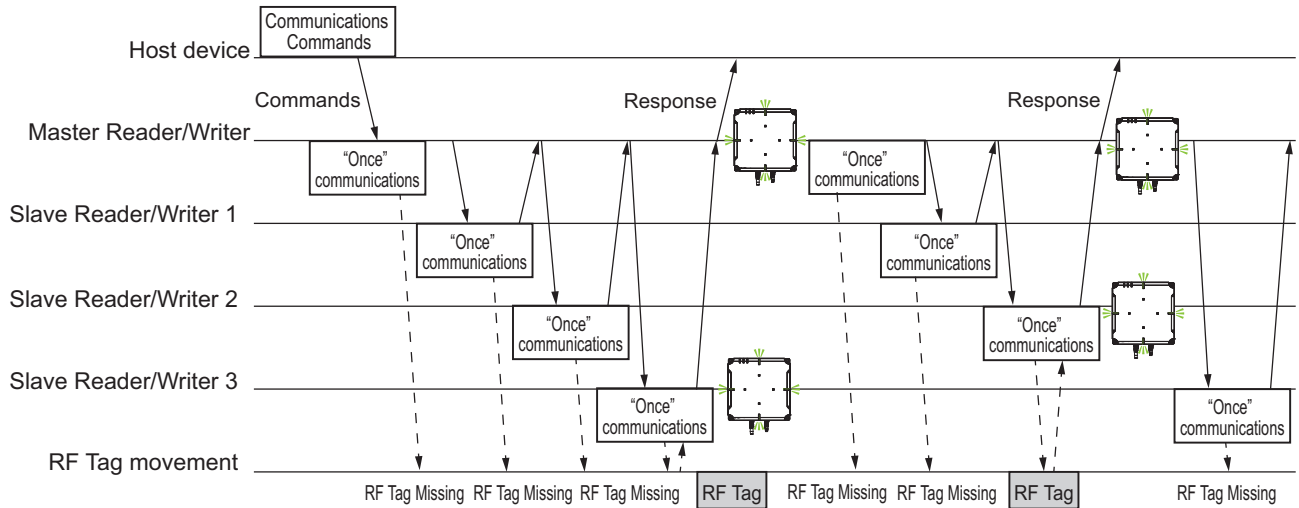 Communications
Commands
Host device
Commands
Response
Response
Master Reader/Writer
"Once"
communications
"Once"
communications
Slave Reader/Writer 1
"Once"
communications
"Once"
communications
Slave Reader/Writer 2
"Once"
communications
"Once"
communications
Slave Reader/Writer 3
"Once"
communications
"Once"
communications
RF Tag movement
RF Tag Missing RF Tag Missing RF Tag Missing RF Tag RF Tag Missing RF Tag Missing RF Tag RF Tag Missing